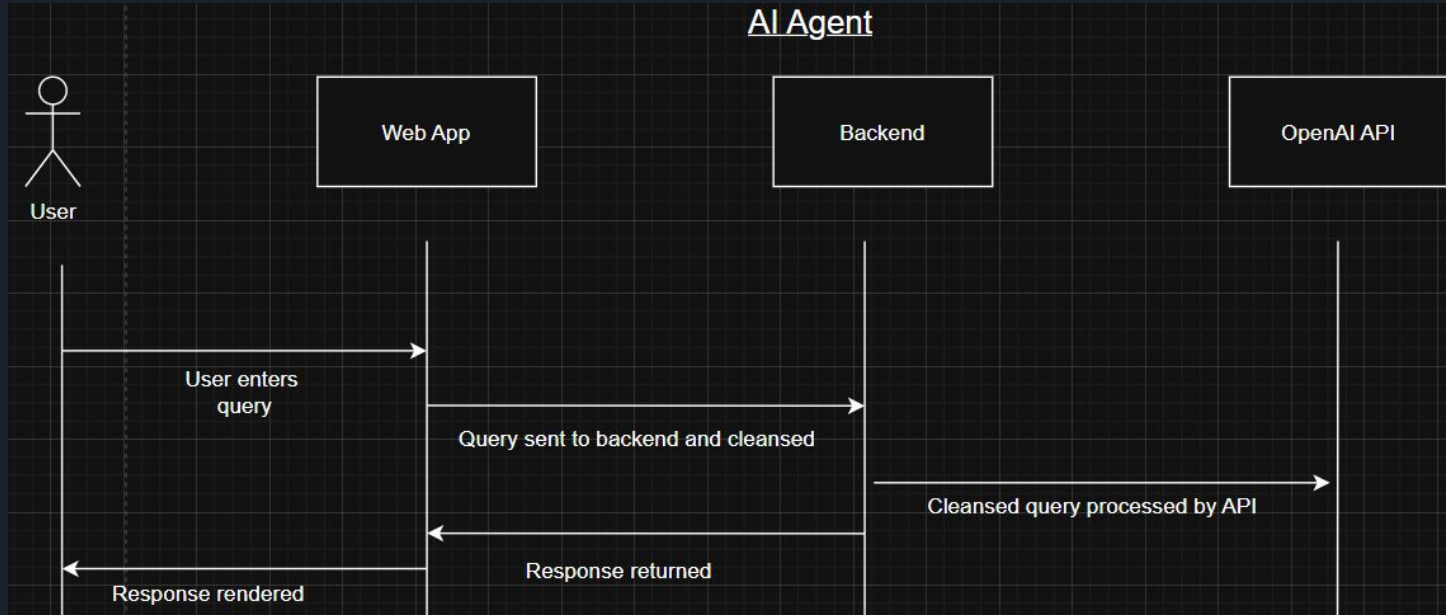 AI Agent
Web App
Backend
OpenAI API
User
User enters
query
Query sent to backend and cleansed
Cleansed query processed by API
Response returned
Response rendered